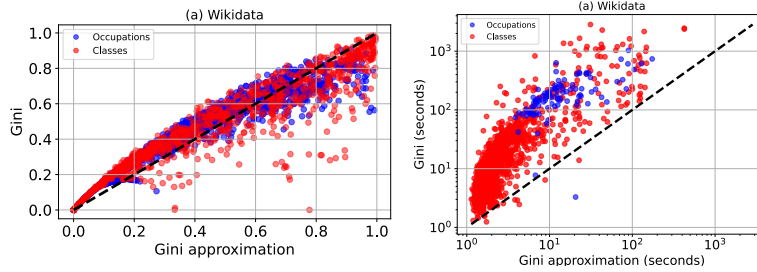 (a) Wikidata
Occupations
Classes
Gini
1.0
0.8
0.6
0.4
0.2
0.0
0.0 0.2 0.4 0.6 0.8 1.0
Gini approximation
(a) Wikidata
Occupations
Classes
Gini (seconds)
10³
10²
10¹
10⁰
10⁰ 10¹ 10² 10³
Gini approximation (seconds)